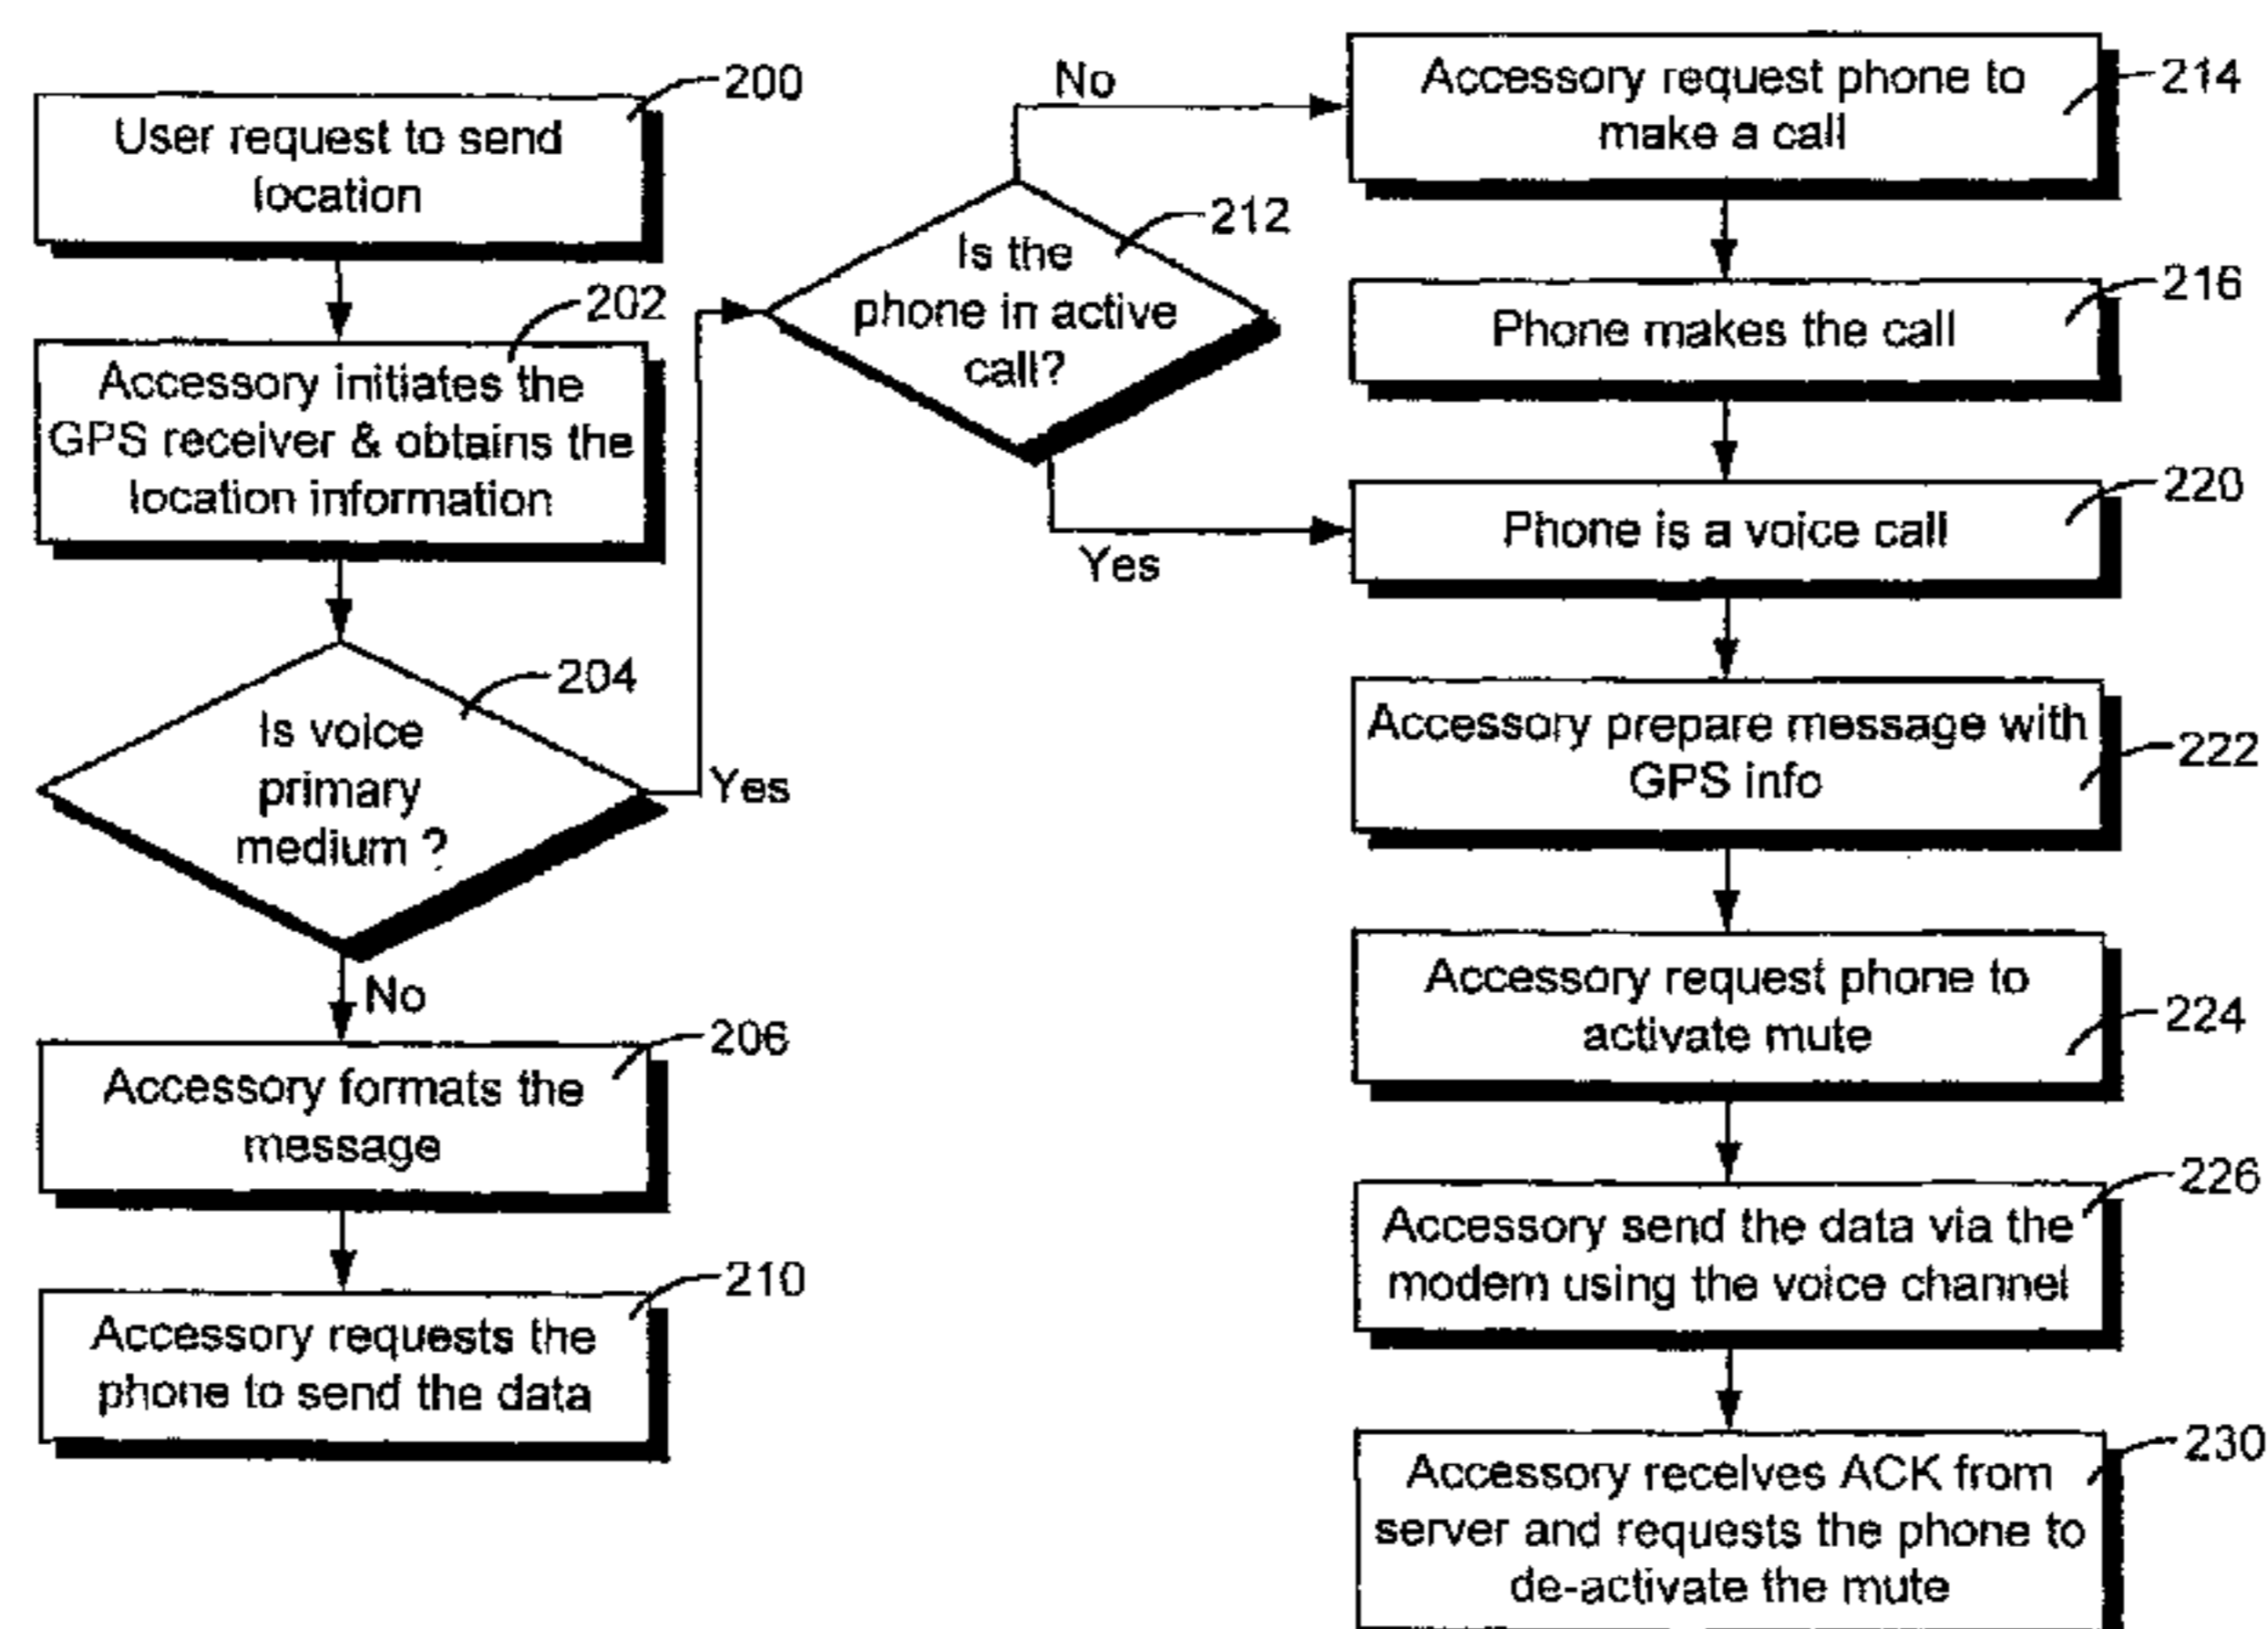 200
User request to send
location
202
Accessory initiates the
GPS receiver & obtains the
location information
204
Is voice
primary
medium ?
Yes
No
206
Accessory formats the
message
210
Accessory requests the
phone to send the data
212
Is the
phone in active
call?
No
Yes
214
Accessory request phone to
make a call
216
Phone makes the call
220
Phone is a voice call
222
Accessory prepare message with
GPS info
224
Accessory request phone to
activate mute
226
Accessory send the data via the
modem using the voice channel
230
Accessory receives ACK from
server and requests the phone to
de-activate the mute